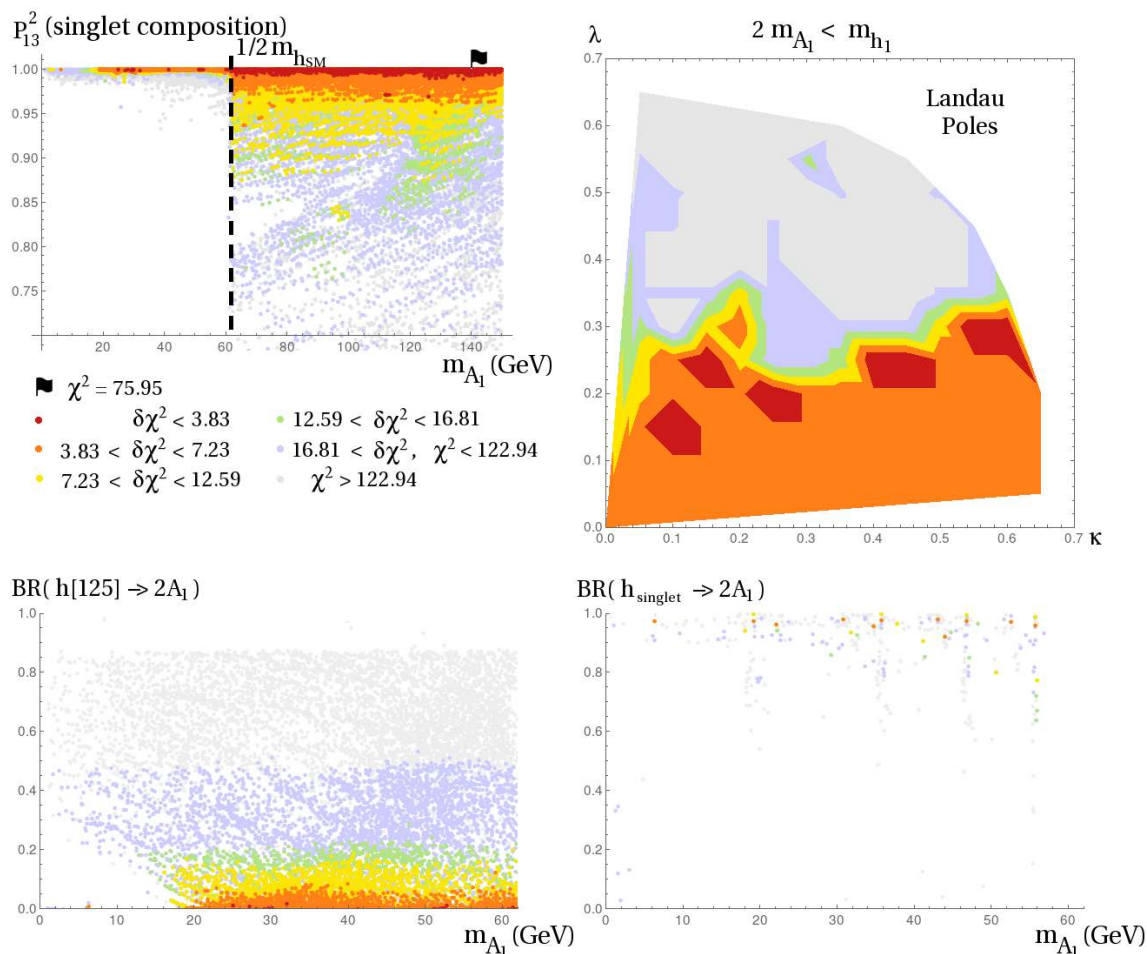 P₁₃² (singlet composition)
1/2 m_hSM
1.00
0.95
0.90
0.85
0.80
0.75
0 20 40 60 80 100 120 140
m_A₁ (GeV)
χ² = 75.95
δχ² < 3.83
3.83 < δχ² < 7.23
7.23 < δχ² < 12.59
12.59 < δχ² < 16.81
16.81 < δχ² , χ² < 122.94
χ² > 122.94
λ
2 m_A₁ < m_h₁
Landau
Poles
0.7
0.6
0.5
0.4
0.3
0.2
0.1
0.0
0.0 0.1 0.2 0.3 0.4 0.5 0.6 0.7
κ
BR( h[125] → 2A₁ )
1.0
0.8
0.6
0.4
0.2
0.0
0 10 20 30 40 50 60
m_A₁ (GeV)
BR( h_singlet → 2A₁ )
1.0
0.8
0.6
0.4
0.2
0.0
0 10 20 30 40 50 60
m_A₁ (GeV)